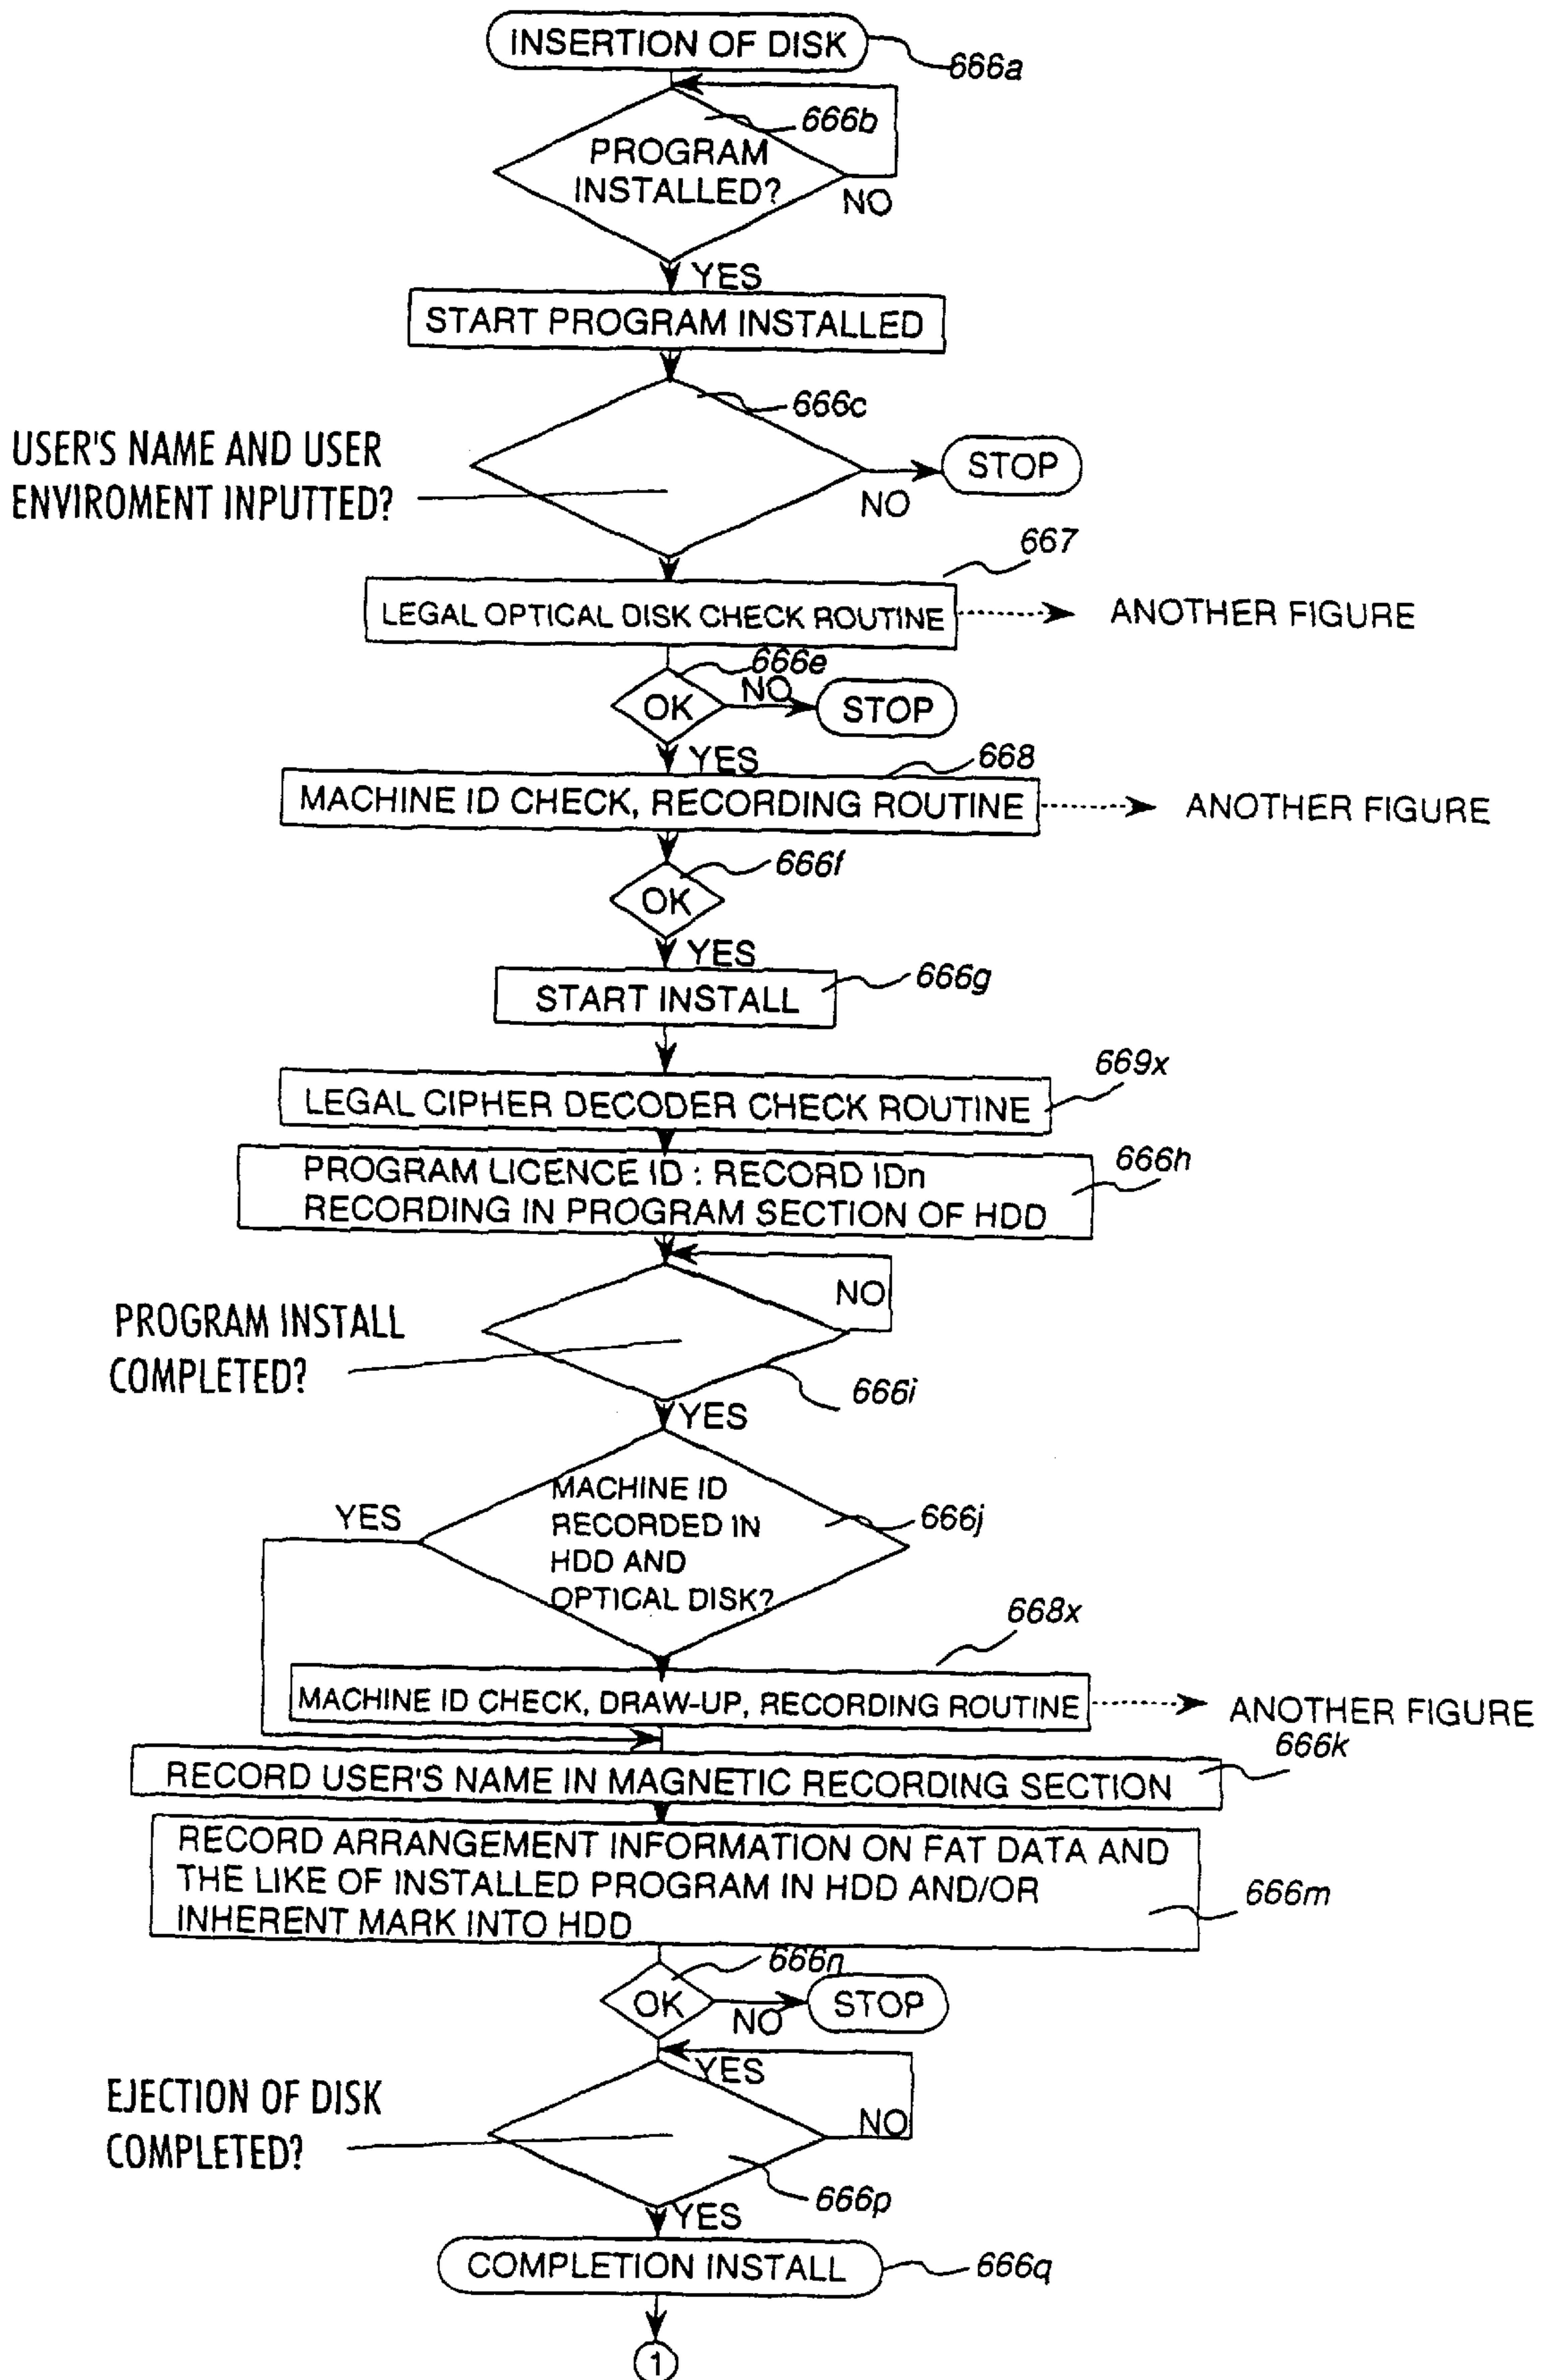 INSERTION OF DISK
666a
666b
PROGRAM
INSTALLED?
NO
YES
START PROGRAM INSTALLED
666c
USER'S NAME AND USER
ENVIROMENT INPUTTED?
NO
STOP
667
LEGAL OPTICAL DISK CHECK ROUTINE
ANOTHER FIGURE
666e
OK
NO
STOP
YES
668
MACHINE ID CHECK, RECORDING ROUTINE
ANOTHER FIGURE
666f
OK
YES
START INSTALL
666g
669x
LEGAL CIPHER DECODER CHECK ROUTINE
PROGRAM LICENCE ID : RECORD IDn
RECORDING IN PROGRAM SECTION OF HDD
666h
NO
PROGRAM INSTALL
COMPLETED?
666i
YES
MACHINE ID
RECORDED IN
HDD AND
OPTICAL DISK?
YES
666j
668x
MACHINE ID CHECK, DRAW-UP, RECORDING ROUTINE
ANOTHER FIGURE
666k
RECORD USER'S NAME IN MAGNETIC RECORDING SECTION
RECORD ARRANGEMENT INFORMATION ON FAT DATA AND
THE LIKE OF INSTALLED PROGRAM IN HDD AND/OR
INHERENT MARK INTO HDD
666m
666n
OK
NO
STOP
YES
EJECTION OF DISK
COMPLETED?
NO
666p
YES
COMPLETION INSTALL
666q
1